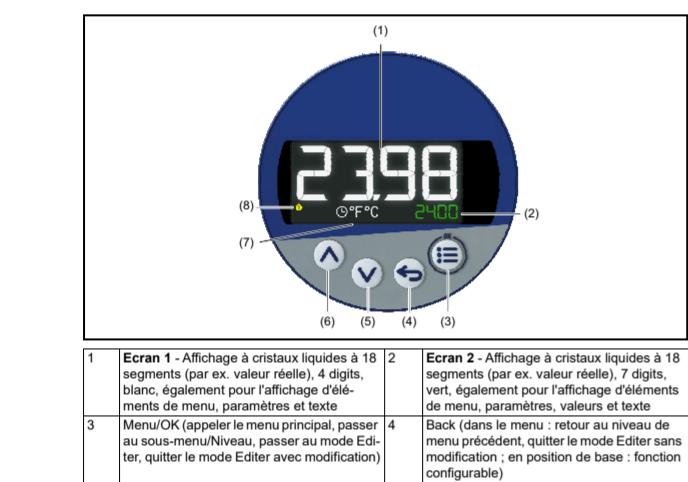 (1)
23.98
(8)
°F°C
2400
(2)
(7)
(6)
(5)
(4)
(3)
1
Ecran 1 - Affichage à cristaux liquides à 18
segments (par ex. valeur réelle), 4 digits,
blanc, également pour l'affichage d'élé-
ments de menu, paramètres et texte
2
Ecran 2 - Affichage à cristaux liquides à 18
segments (par ex. valeur réelle), 7 digits,
vert, également pour l'affichage d'éléments
de menu, paramètres, valeurs et texte
3
Menu/OK (appeler le menu principal, passer
au sous-menu/Niveau, passer au mode Edi-
ter, quitter le mode Editer avec modification)
4
Back (dans le menu : retour au niveau de
menu précédent, quitter le mode Editer sans
modification ; en position de base : fonction
configurable)